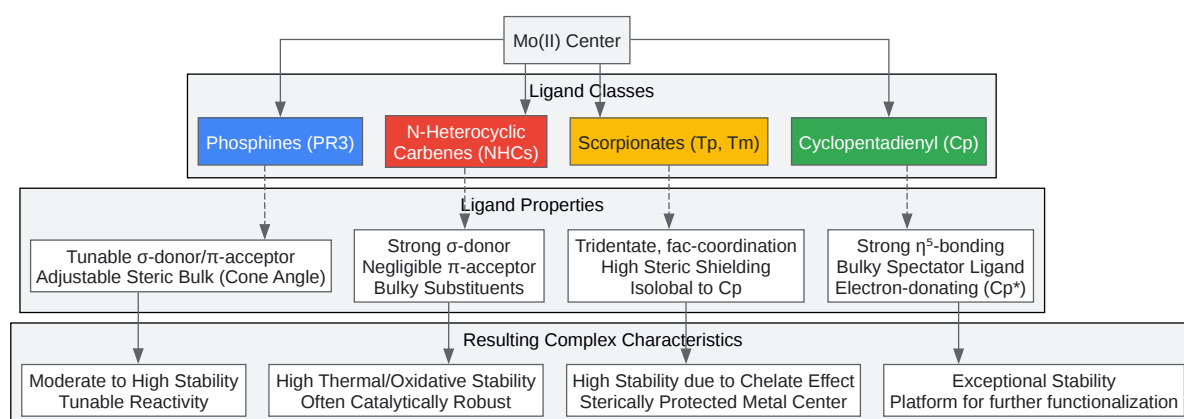 Mo(II) Center
Ligand Classes
Phosphines (PR3)
N-Heterocyclic
Carbenes (NHCs)
Scorpionates (Tp, Tm)
Cyclopentadienyl (Cp)
Ligand Properties
Tunable σ-donor/π-acceptor
Adjustable Steric Bulk (Cone Angle)
Strong σ-donor
Negligible π-acceptor
Bulky Substituents
Tridentate, fac-coordination
High Steric Shielding
Isolobal to Cp
Strong η⁵-bonding
Bulky Spectator Ligand
Electron-donating (Cp*)
Resulting Complex Characteristics
Moderate to High Stability
Tunable Reactivity
High Thermal/Oxidative Stability
Often Catalytically Robust
High Stability due to Chelate Effect
Sterically Protected Metal Center
Exceptional Stability
Platform for further functionalization